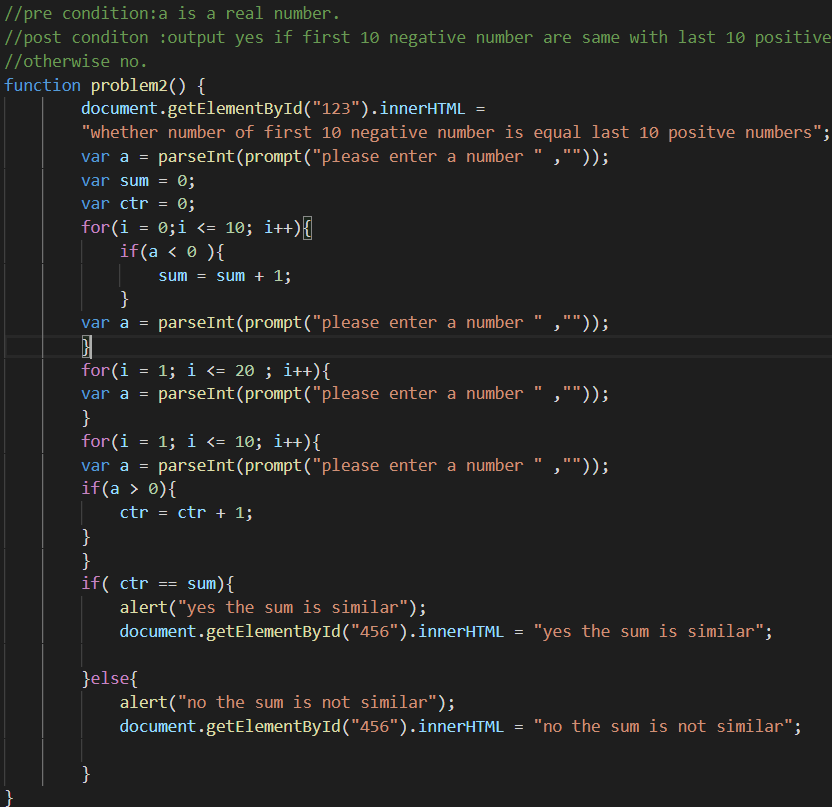 //pre condition:a is a real number.
//post conditon :output yes if first 10 negative number are same with last 10 positive
//otherwise no.
function problem2() {
        document.getElementById("123").innerHTML =
        "whether number of first 10 negative number is equal last 10 positve numbers";
        var a = parseInt(prompt("please enter a number " ,""));
        var sum = 0;
        var ctr = 0;
        for(i = 0;i <= 10; i++){
            if(a < 0 ){
                sum = sum + 1;
            }
        var a = parseInt(prompt("please enter a number " ,""));
        }
        for(i = 1; i <= 20 ; i++){
        var a = parseInt(prompt("please enter a number " ,""));
        }
        for(i = 1; i <= 10; i++){
        var a = parseInt(prompt("please enter a number " ,""));
        if(a > 0){
            ctr = ctr + 1;
        }
        }
        if( ctr == sum){
            alert("yes the sum is similar");
            document.getElementById("456").innerHTML = "yes the sum is similar";
        }else{
            alert("no the sum is not similar");
            document.getElementById("456").innerHTML = "no the sum is not similar";
        }
}